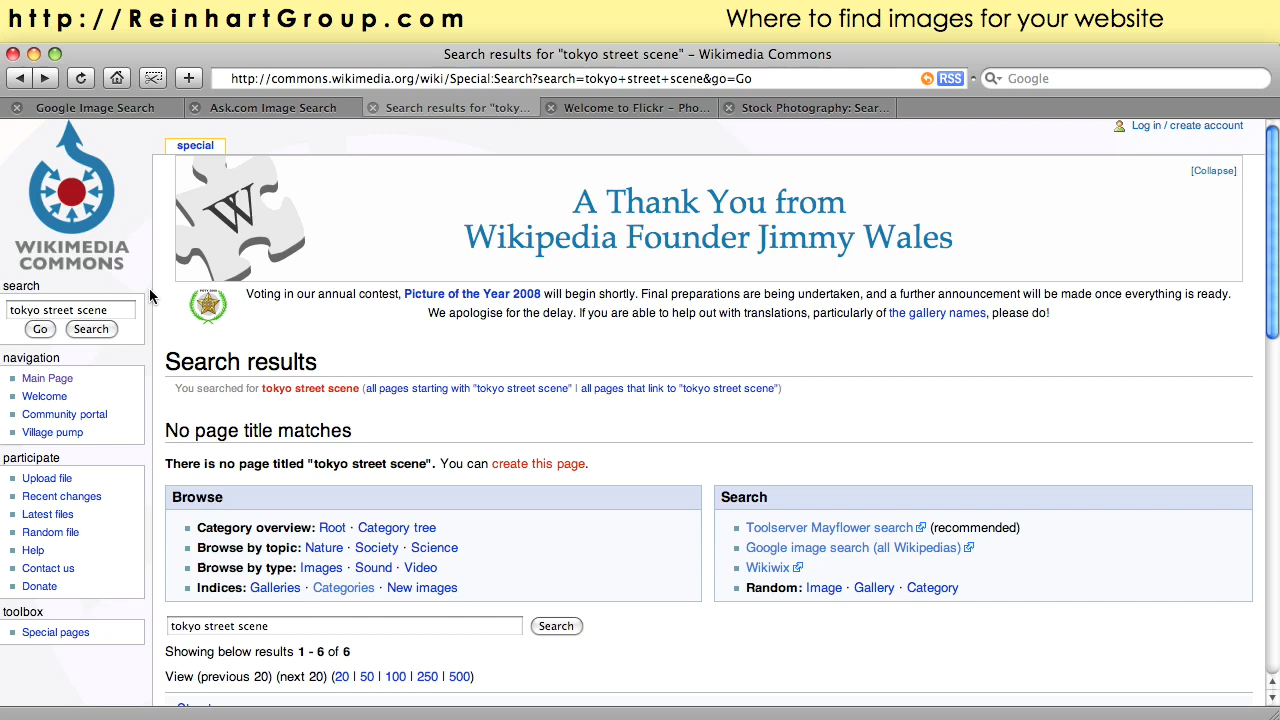 http://ReinhartGroup.com
Where to find images for your website
Search results for "tokyo street scene" – Wikimedia Commons
http://commons.wikimedia.org/wiki/Special:Search?search=tokyo+street+scene&go=Go
RSS
Google
Google Image Search
Ask.com Image Search
Search results for "toky...
Welcome to Flickr - Pho...
Stock Photography: Sear...
Log in / create account
special
[Collapse]
W
A Thank You from
Wikipedia Founder Jimmy Wales
WIKIMEDIA
COMMONS
Voting in our annual contest, Picture of the Year 2008 will begin shortly. Final preparations are being undertaken, and a further announcement will be made once everything is ready.
We apologise for the delay. If you are able to help out with translations, particularly of the gallery names, please do!
search
tokyo street scene
Go
Search
navigation
Main Page
Welcome
Community portal
Village pump
participate
Upload file
Recent changes
Latest files
Random file
Help
Contact us
Donate
toolbox
Special pages
Search results
You searched for tokyo street scene (all pages starting with "tokyo street scene" | all pages that link to "tokyo street scene")
No page title matches
There is no page titled "tokyo street scene". You can create this page.
Browse
Category overview: Root · Category tree
Browse by topic: Nature · Society · Science
Browse by type: Images · Sound · Video
Indices: Galleries · Categories · New images
Search
Toolserver Mayflower search (recommended)
Google image search (all Wikipedias)
Wikiwix
Random: Image · Gallery · Category
tokyo street scene
Search
Showing below results 1 - 6 of 6
View (previous 20) (next 20) (20 | 50 | 100 | 250 | 500)